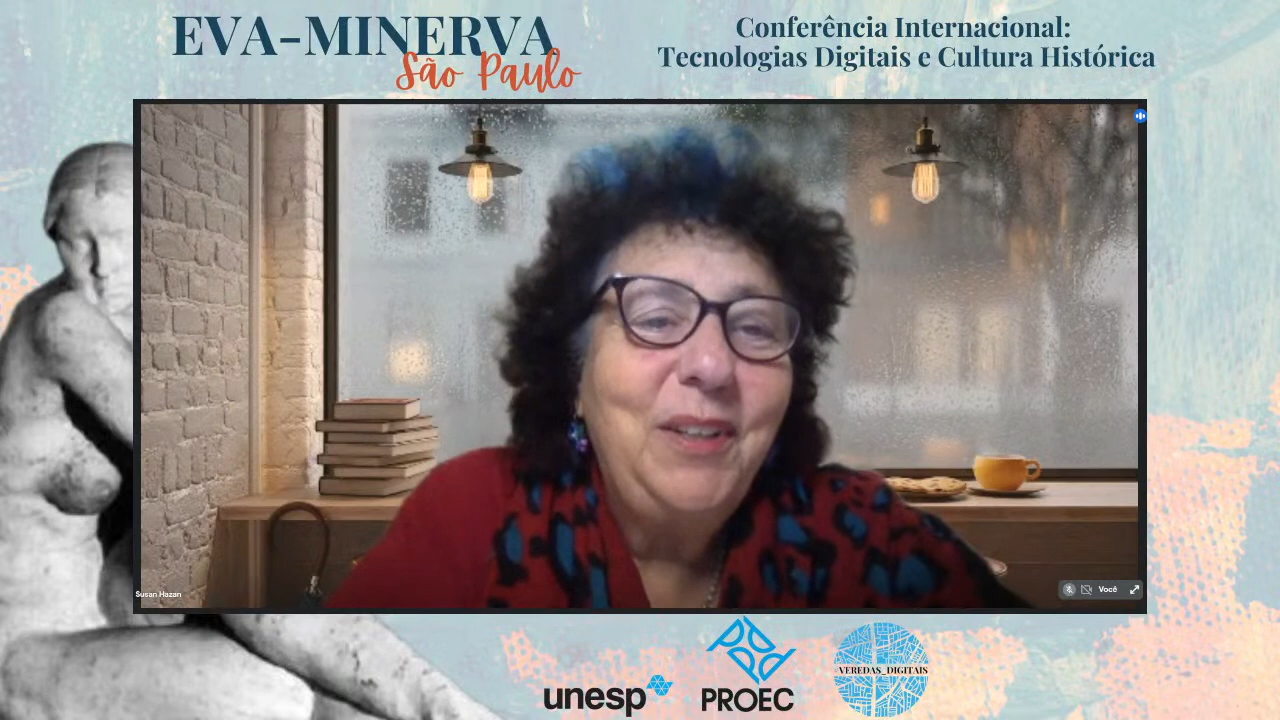 EVA-MINERVA
São Paulo
Conferência Internacional:
Tecnologias Digitais e Cultura Histórica
Susan Hazan
Você
unesp
PROEC
VEREDAS_DIGITAIS